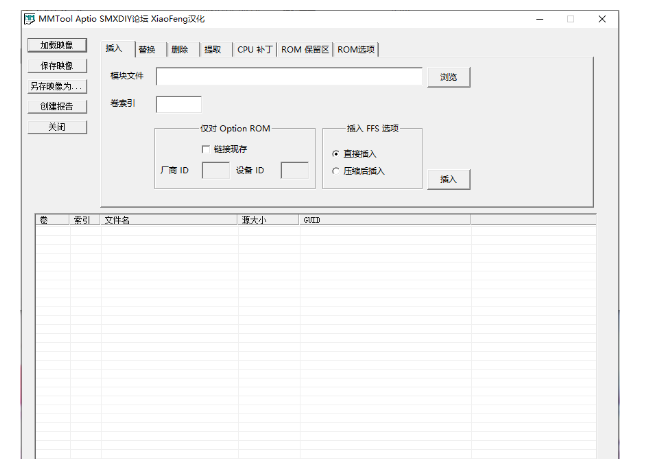 MMTool Aptio SMXDIY论坛 XiaoFeng汉化
加载映像
保存映像
另存映像为...
创建报告
关闭
插入 替换 删除 提取 CPU 补丁 ROM 保留区 ROM选项
模块文件 浏览
卷索引
仅对 Option ROM
链接现存
厂商 ID 设备 ID
插入 FFS 选项
直接插入
压缩后插入
插入
卷 索引 文件名 源大小 GUID